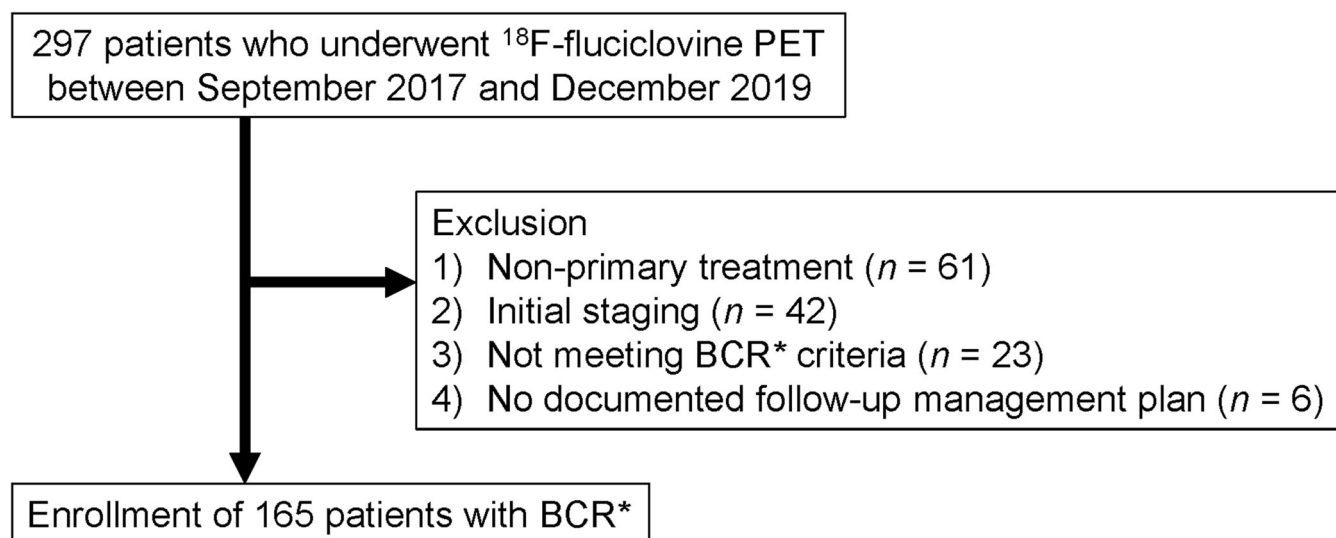 297 patients who underwent ¹⁸F-fluciclovine PET
between September 2017 and December 2019
Exclusion
1) Non-primary treatment (n = 61)
2) Initial staging (n = 42)
3) Not meeting BCR* criteria (n = 23)
4) No documented follow-up management plan (n = 6)
Enrollment of 165 patients with BCR*